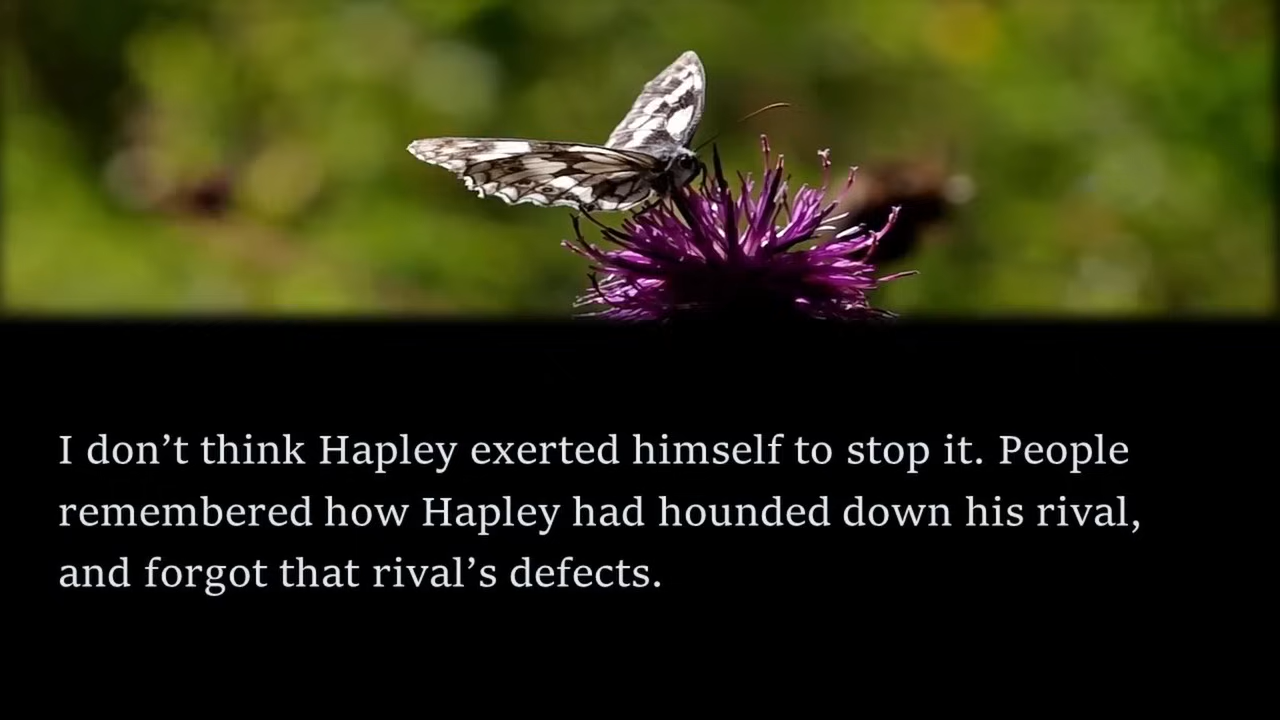 I don’t think Hapley exerted himself to stop it. People
remembered how Hapley had hounded down his rival,
and forgot that rival’s defects.